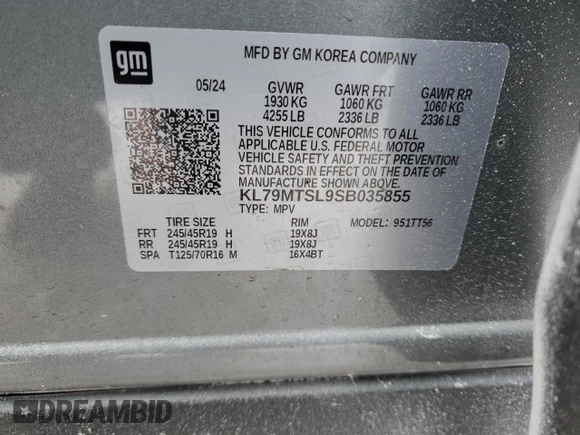 gm
MFD BY GM KOREA COMPANY
05/24 GVWR GAWR FRT GAWR RR
1930 KG 1060 KG 1060 KG
4255 LB 2336 LB 2336 LB
THIS VEHICLE CONFORMS TO ALL
APPLICABLE U.S. FEDERAL MOTOR
VEHICLE SAFETY AND THEFT PREVENTION
STANDARDS IN EFFECT ON THE DATE OF
MANUFACTURE SHOWN ABOVE.
KL79MTSL9SB035855
TYPE: MPV MODEL: 951TT56
TIRE SIZE RIM
FRT 245/45R19 H 19X8J
RR 245/45R19 H 19X8J
SPA T125/70R16 M 16X4BT
DREAMBID